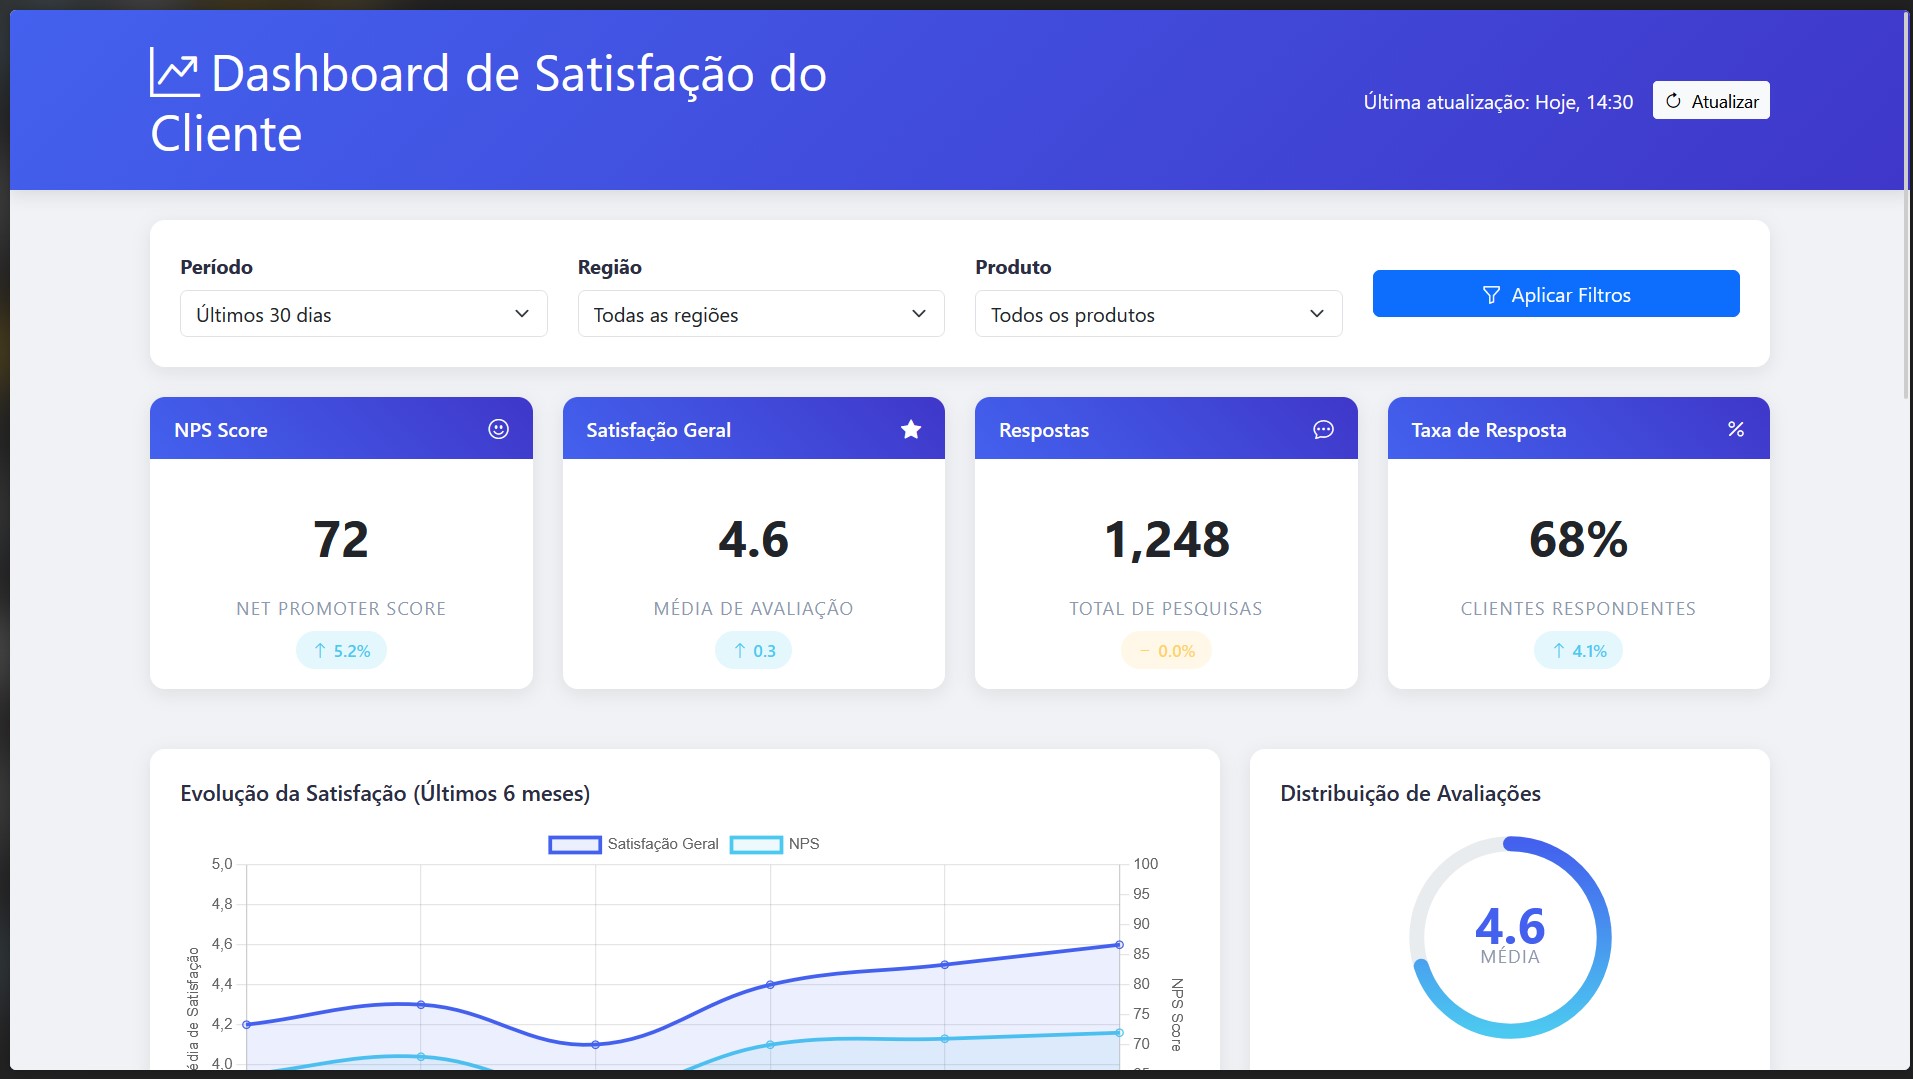 Dashboard de Satisfação do
Cliente
Última atualização: Hoje, 14:30
Atualizar
Período
Região
Produto
Últimos 30 dias
Todas as regiões
Todos os produtos
Aplicar Filtros
NPS Score
Satisfação Geral
Respostas
Taxa de Resposta
72
4.6
1,248
68%
NET PROMOTER SCORE
MÉDIA DE AVALIAÇÃO
TOTAL DE PESQUISAS
CLIENTES RESPONDENTES
↑ 5.2%
↑ 0.3
− 0.0%
↑ 4.1%
Evolução da Satisfação (Últimos 6 meses)
Satisfação Geral
NPS
5,0
4,8
4,6
4,4
4,2
4,0
de Satisfação
100
95
90
85
80
75
70
NPS Score
Distribuição de Avaliações
4.6
MÉDIA